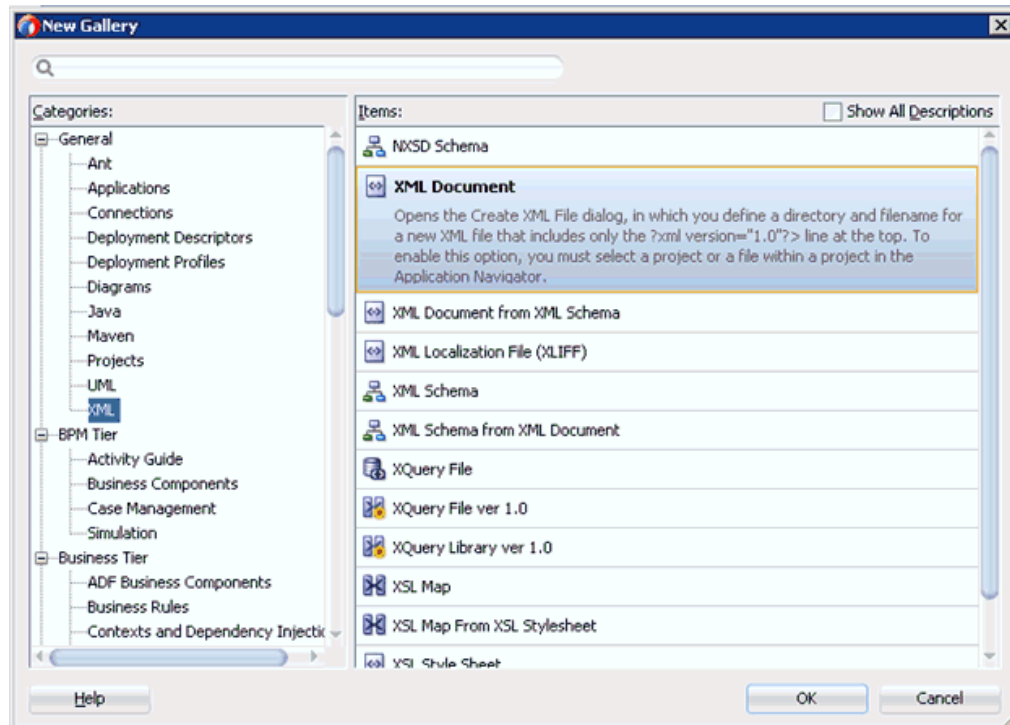 New Gallery
Categories:
General
Ant
Applications
Connections
Deployment Descriptors
Deployment Profiles
Diagrams
Java
Maven
Projects
UML
XML
BPM Tier
Activity Guide
Business Components
Case Management
Simulation
Business Tier
ADF Business Components
Business Rules
Contexts and Dependency Injectic
Items:
Show All Descriptions
NXSD Schema
XML Document
Opens the Create XML File dialog, in which you define a directory and filename for
a new XML file that includes only the ?xml version="1.0"?> line at the top. To
enable this option, you must select a project or a file within a project in the
Application Navigator.
XML Document from XML Schema
XML Localization File (XLIFF)
XML Schema
XML Schema from XML Document
XQuery File
XQuery File ver 1.0
XQuery Library ver 1.0
XSL Map
XSL Map From XSL Stylesheet
XSL Style Sheet
Help
OK
Cancel